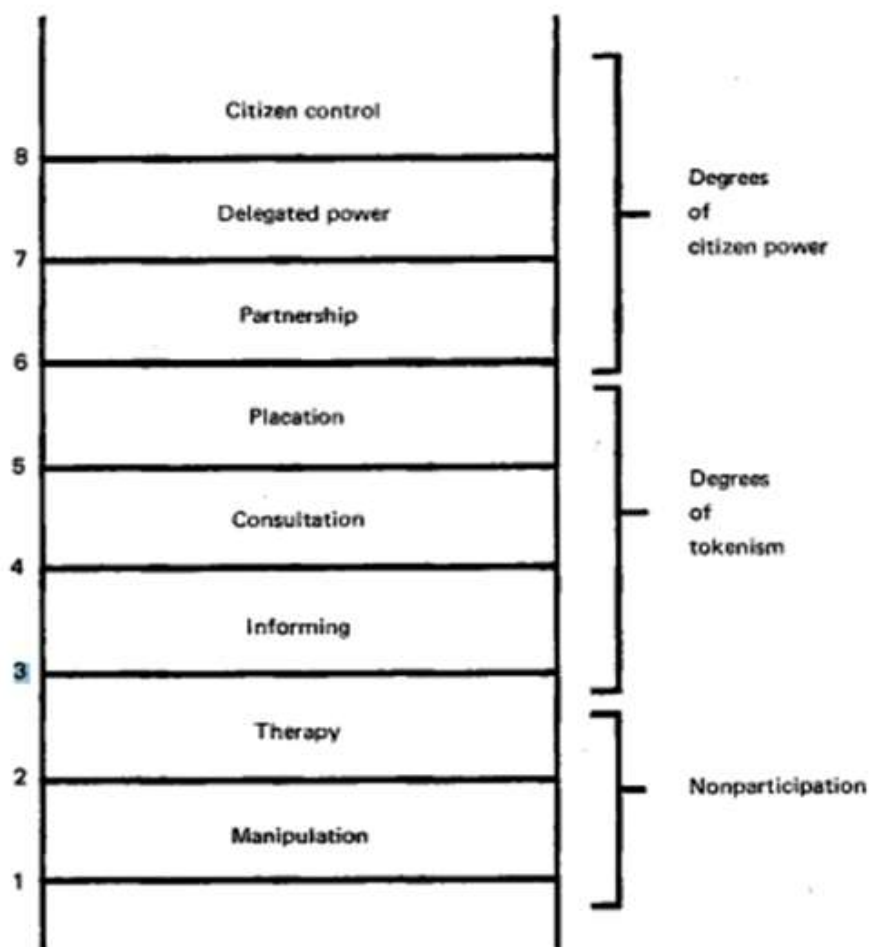 Citizen control
8
Delegated power
7
Partnership
6
Placation
5
Consultation
4
Informing
3
Therapy
2
Manipulation
1
Degrees
of
citizen power
Degrees
of
tokenism
Nonparticipation